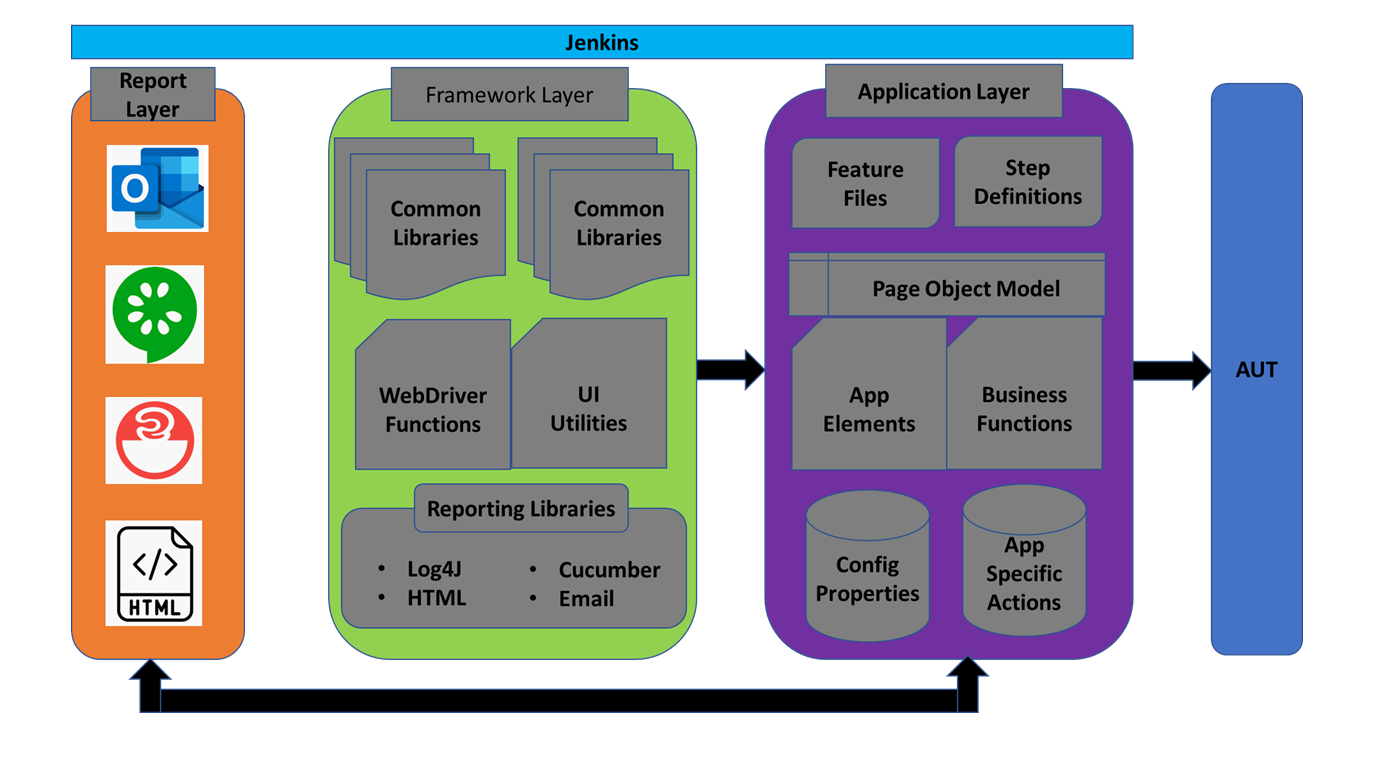 Jenkins
Report
Layer
O
HTML
Framework Layer
Common
Libraries
Common
Libraries
WebDriver
Functions
UI
Utilities
Reporting Libraries
• Log4J
• HTML
• Cucumber
• Email
Application Layer
Feature
Files
Step
Definitions
Page Object Model
App
Elements
Business
Functions
Config
Properties
App
Specific
Actions
AUT